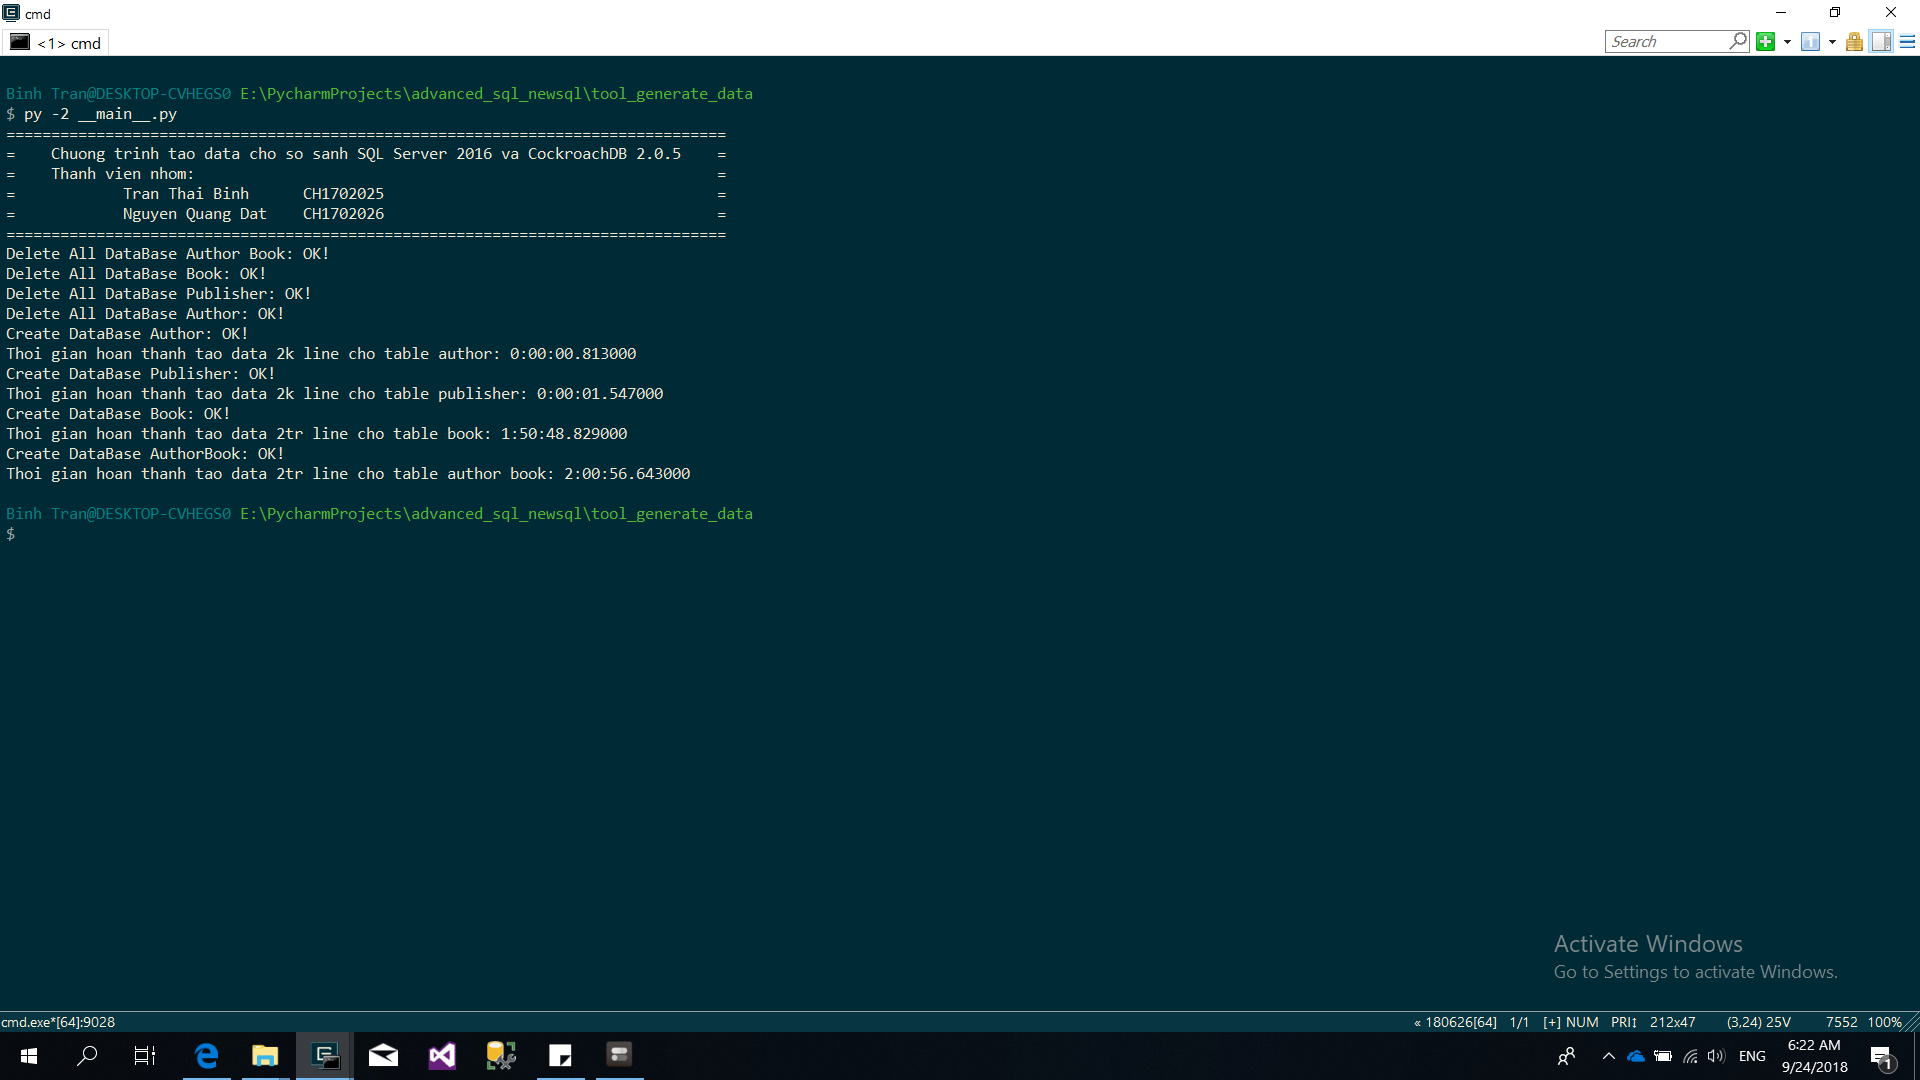 cmd
<1> cmd
Search
Binh Tran@DESKTOP-CVHEGS0 E:\PycharmProjects\advanced_sql_newsql\tool_generate_data
$ py -2 __main__.py
================================================================================
=    Chuong trinh tao data cho so sanh SQL Server 2016 va CockroachDB 2.0.5    =
=    Thanh vien nhom:                                                          =
=            Tran Thai Binh      CH1702025                                     =
=            Nguyen Quang Dat    CH1702026                                     =
================================================================================
Delete All DataBase Author Book: OK!
Delete All DataBase Book: OK!
Delete All DataBase Publisher: OK!
Delete All DataBase Author: OK!
Create DataBase Author: OK!
Thoi gian hoan thanh tao data 2k line cho table author: 0:00:00.813000
Create DataBase Publisher: OK!
Thoi gian hoan thanh tao data 2k line cho table publisher: 0:00:01.547000
Create DataBase Book: OK!
Thoi gian hoan thanh tao data 2tr line cho table book: 1:50:48.829000
Create DataBase AuthorBook: OK!
Thoi gian hoan thanh tao data 2tr line cho table author book: 2:00:56.643000
Binh Tran@DESKTOP-CVHEGS0 E:\PycharmProjects\advanced_sql_newsql\tool_generate_data
$
Activate Windows
Go to Settings to activate Windows.
cmd.exe*[64]:9028 « 180626[64] 1/1 [+] NUM PRI↕ 212x47 (3,24) 25V 7552 100%
ENG 6:22 AM
9/24/2018 1